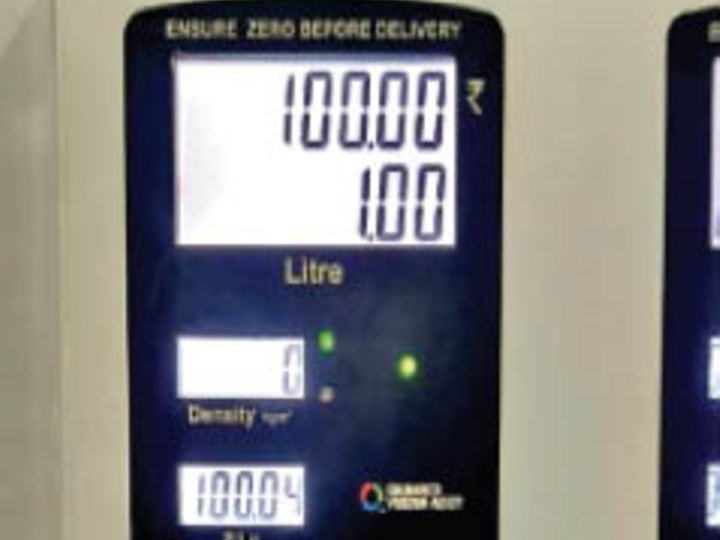 ENSURE ZERO BEFORE DELIVERY
100.00 ₹
1.00
Litre
0
Density
100.04